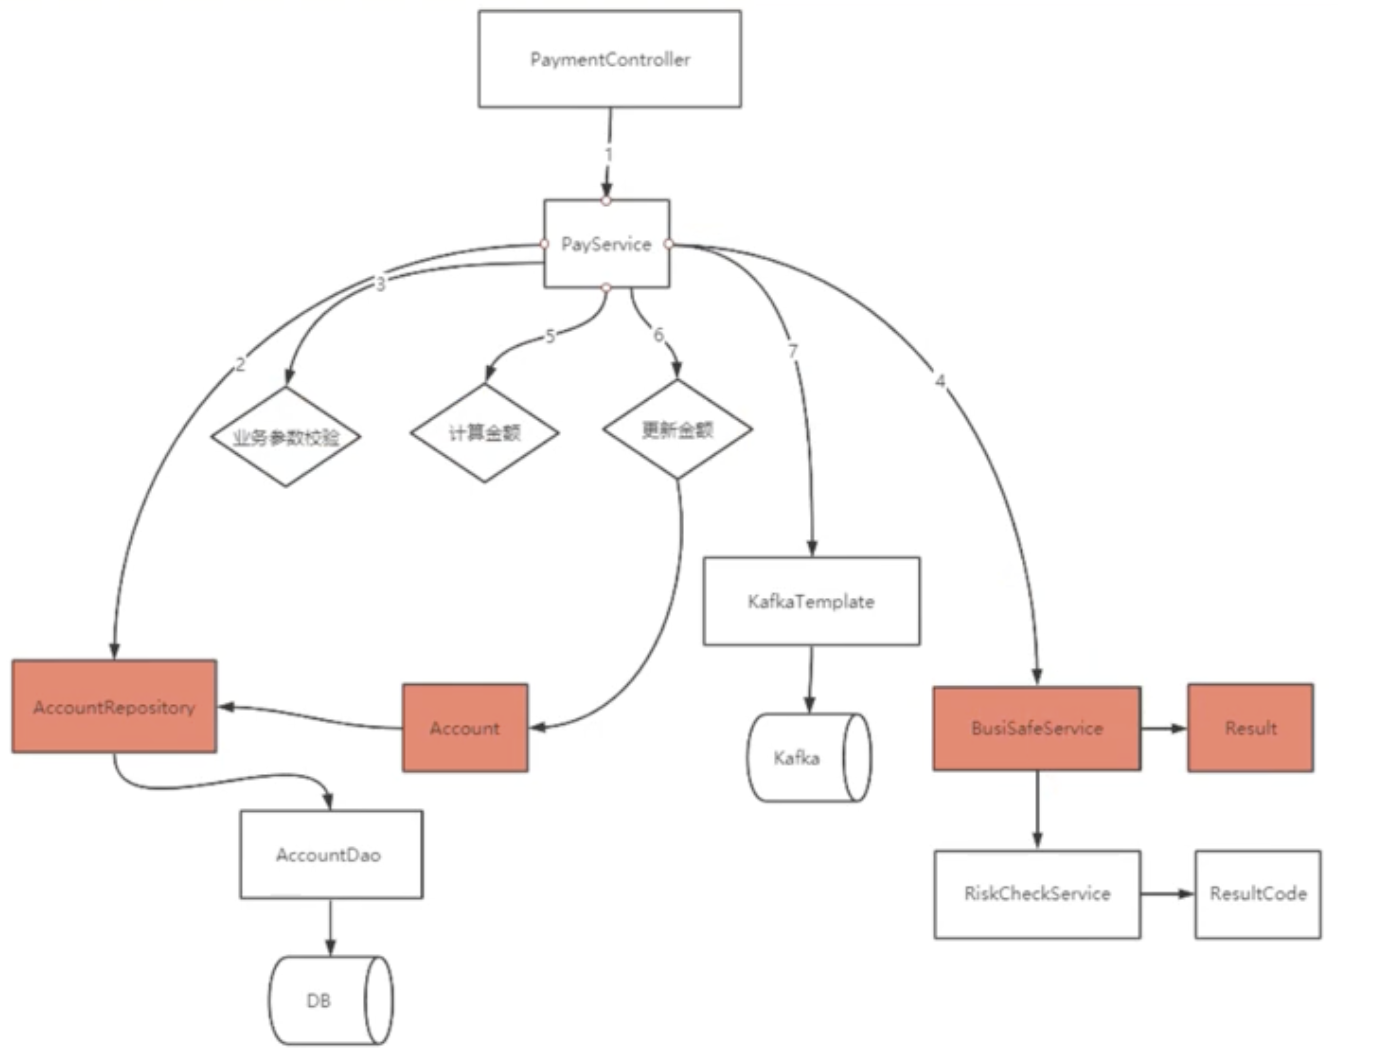 PaymentController
1
PayService
3
5
6
7
2
4
业务参数校验
计算金额
更新金额
KafkaTemplate
AccountRepository
Account
BusiSafeService
Result
Kafka
AccountDao
RiskCheckService
ResultCode
DB